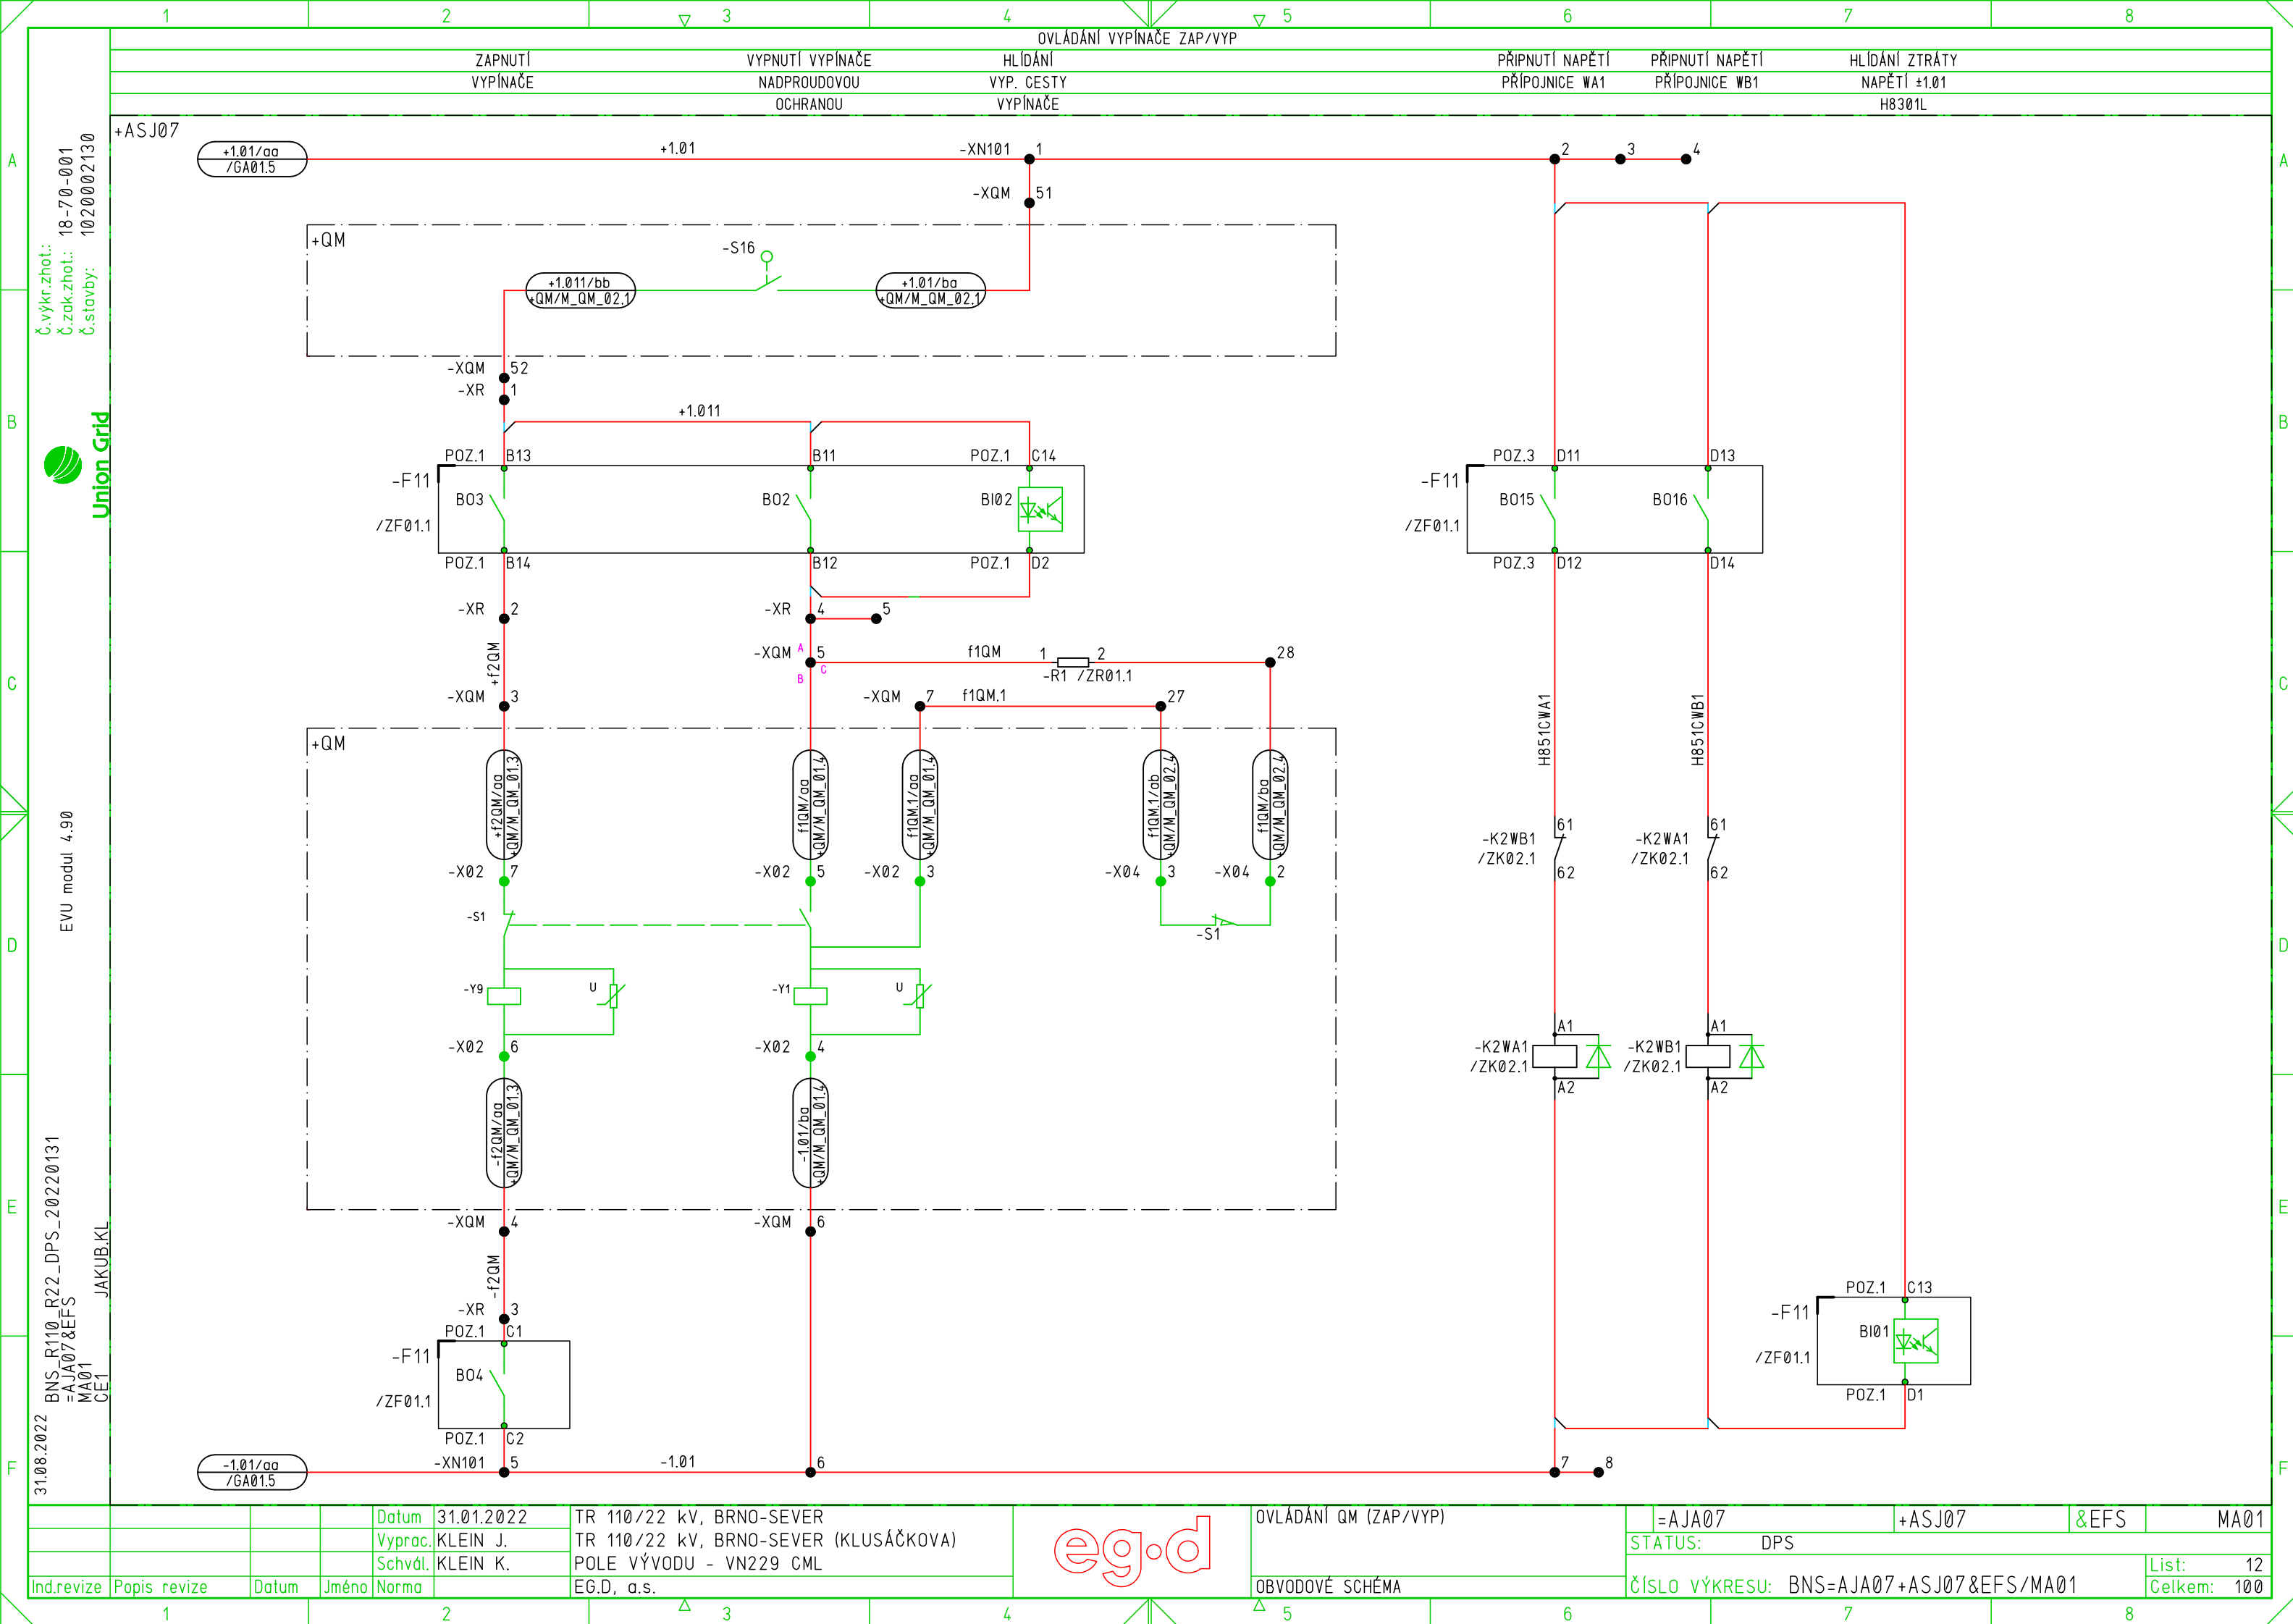 1 2 3 4 5 6 7 8
OVLÁDÁNÍ VYPÍNAČE ZAP/VYP
ZAPNUTÍ
VYPÍNAČE
VYPNUTÍ VYPÍNAČE
NADPROUDOVOU
OCHRANOU
HLÍDÁNÍ
VYP. CESTY
VYPÍNAČE
PŘIPNUTÍ NAPĚTÍ
PŘÍPOJNICE WA1
PŘIPNUTÍ NAPĚTÍ
PŘÍPOJNICE WB1
HLÍDÁNÍ ZTRÁTY
NAPĚTÍ ±1.01
H8301L
A
B
C
D
E
F
A
B
C
D
E
F
Č.výkr.zhot.:
Č.zak.zhot.: 18-70-001
Č.stavby: 1020002130
Union Grid
EVU modul 4.90
BNS_R110_R22_DPS_20220131
=AJA07&EFS
MA01
CE1
JAKUB.KL
31.08.2022
+ASJ07
+1.01/aa
/GA01.5
+1.01
-XN101 1
2 3 4
-XQM 51
+QM
-S16
+1.011/bb
+QM/M_QM_02.1
+1.01/ba
+QM/M_QM_02.1
-XQM 52
-XR 1
+1.011
POZ.1 B13
B11
POZ.1 C14
POZ.3 D11
D13
-F11
/ZF01.1
BO3
BO2
BI02
-F11
/ZF01.1
BO15
BO16
POZ.1 B14
B12
POZ.1 D2
POZ.3 D12
D14
-XR 2
-XR 4 5
+f2QM
-XQM 5
A
B
C
f1QM
1 2
-R1 /ZR01.1
28
-XQM 3
-XQM 7
f1QM.1
27
H851CWA1
H851CWB1
+QM
+f2QM/aa
+QM/M_QM_01.3
f1QM/aa
+QM/M_QM_01.4
f1QM.1/aa
+QM/M_QM_01.4
f1QM.1/ab
+QM/M_QM_02.4
f1QM/ba
+QM/M_QM_02.4
-X02 7
-X02 5
-X02 3
-X04 3
-X04 2
-K2WB1
/ZK02.1
61
62
-K2WA1
/ZK02.1
61
62
-S1
-S1
-Y9
U
-Y1
U
-X02 6
-X02 4
-K2WA1
/ZK02.1
A1
A2
-K2WB1
/ZK02.1
A1
A2
-f2QM/aa
+QM/M_QM_01.3
-1.01/ba
+QM/M_QM_01.4
-XQM 4
-XQM 6
-f2QM
-XR 3
POZ.1 C1
-F11
/ZF01.1
BO4
POZ.1 C2
POZ.1 C13
-F11
/ZF01.1
BI01
POZ.1 D1
-1.01/aa
/GA01.5
-XN101 5
-1.01
6
7 8
Datum 31.01.2022
Vyprac. KLEIN J.
Schvál. KLEIN K.
Ind.revize Popis revize Datum Jméno Norma
TR 110/22 kV, BRNO-SEVER
TR 110/22 kV, BRNO-SEVER (KLUSÁČKOVA)
POLE VÝVODU - VN229 CML
EG.D, a.s.
eg·d
OVLÁDÁNÍ QM (ZAP/VYP)
OBVODOVÉ SCHÉMA
=AJA07 +ASJ07 &EFS MA01
STATUS: DPS
List: 12
ČÍSLO VÝKRESU: BNS=AJA07+ASJ07&EFS/MA01
Celkem: 100
1 2 3 4 5 6 7 8